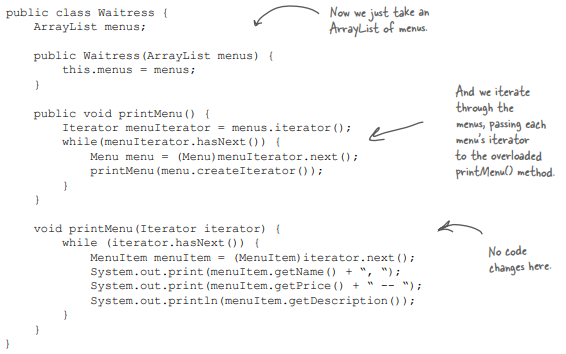 public class Waitress {
ArrayList menus;
Now we just take an
ArrayList of menus.
public Waitress(ArrayList menus) {
this.menus = menus;
}
public void printMenu() {
Iterator menuIterator = menus.iterator();
while(menuIterator.hasNext()) {
Menu menu = (Menu)menuIterator.next();
printMenu(menu.createIterator());
}
}
And we iterate
through the
menus, passing each
menu's iterator
to the overloaded
printMenu() method.
void printMenu(Iterator iterator) {
while (iterator.hasNext()) {
MenuItem menuItem = (MenuItem)iterator.next();
System.out.print(menuItem.getName() + “, “);
System.out.print(menuItem.getPrice() + “ -- “);
System.out.println(menuItem.getDescription());
}
}
}
No code
changes here.